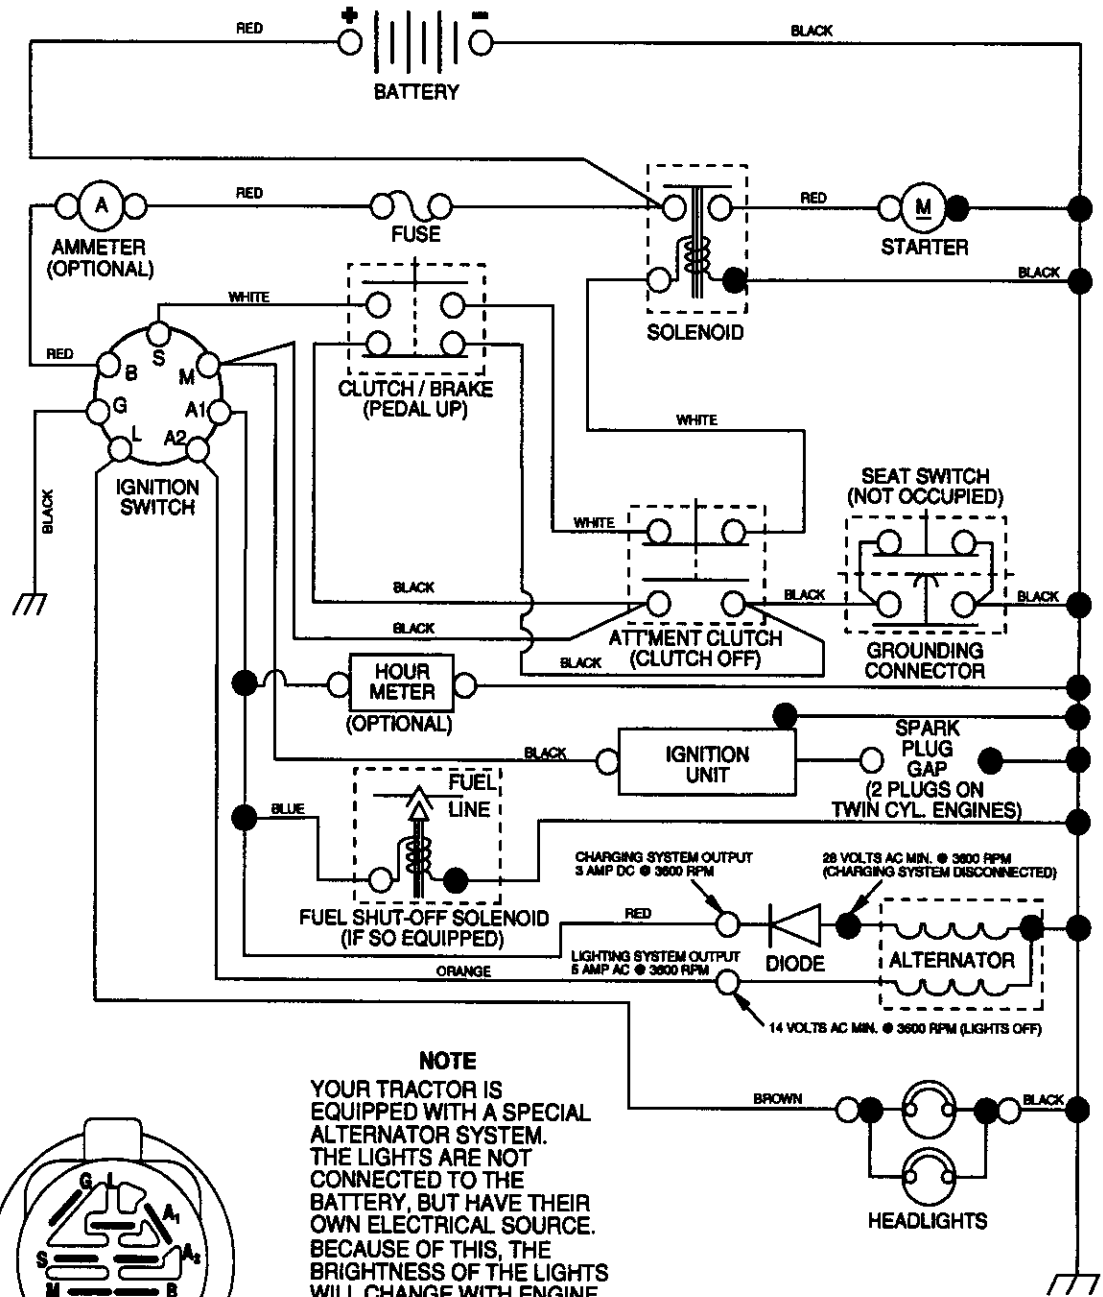 + −
RED
BLACK
BATTERY
A
RED
FUSE
RED
M
AMMETER
(OPTIONAL)
STARTER
BLACK
SOLENOID
WHITE
RED
S
B
M
G
A1
L
A2
IGNITION
SWITCH
CLUTCH / BRAKE
(PEDAL UP)
WHITE
BLACK
SEAT SWITCH
(NOT OCCUPIED)
WHITE
BLACK
BLACK
BLACK
BLACK
ATT'MENT CLUTCH
(CLUTCH OFF)
BLACK
GROUNDING
CONNECTOR
HOUR
METER
(OPTIONAL)
BLACK
IGNITION
UNIT
SPARK
PLUG
GAP
(2 PLUGS ON
TWIN CYL. ENGINES)
FUEL
LINE
BLUE
FUEL SHUT-OFF SOLENOID
(IF SO EQUIPPED)
CHARGING SYSTEM OUTPUT
3 AMP DC @ 3600 RPM
28 VOLTS AC MIN. @ 3600 RPM
(CHARGING SYSTEM DISCONNECTED)
RED
DIODE
ALTERNATOR
LIGHTING SYSTEM OUTPUT
5 AMP AC @ 3600 RPM
ORANGE
14 VOLTS AC MIN. @ 3600 RPM (LIGHTS OFF)
BROWN
BLACK
HEADLIGHTS
NOTE
YOUR TRACTOR IS
EQUIPPED WITH A SPECIAL
ALTERNATOR SYSTEM.
THE LIGHTS ARE NOT
CONNECTED TO THE
BATTERY, BUT HAVE THEIR
OWN ELECTRICAL SOURCE.
BECAUSE OF THIS, THE
BRIGHTNESS OF THE LIGHTS
WILL CHANGE WITH ENGINE
G L
A1
A2
S
M B